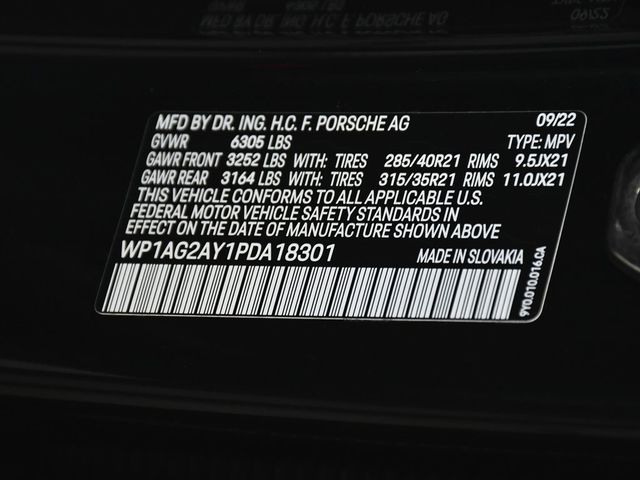 MFD BY DR. ING. H.C. F. PORSCHE AG 09/22
GVWR 6305 LBS TYPE: MPV
GAWR FRONT 3252 LBS WITH: TIRES 285/40R21 RIMS 9.5JX21
GAWR REAR 3164 LBS WITH: TIRES 315/35R21 RIMS 11.0JX21
THIS VEHICLE CONFORMS TO ALL APPLICABLE U.S.
FEDERAL MOTOR VEHICLE SAFETY STANDARDS IN
EFFECT ON THE DATE OF MANUFACTURE SHOWN ABOVE
WP1AG2AY1PDA18301 MADE IN SLOVAKIA
9Y0.010.016.CA